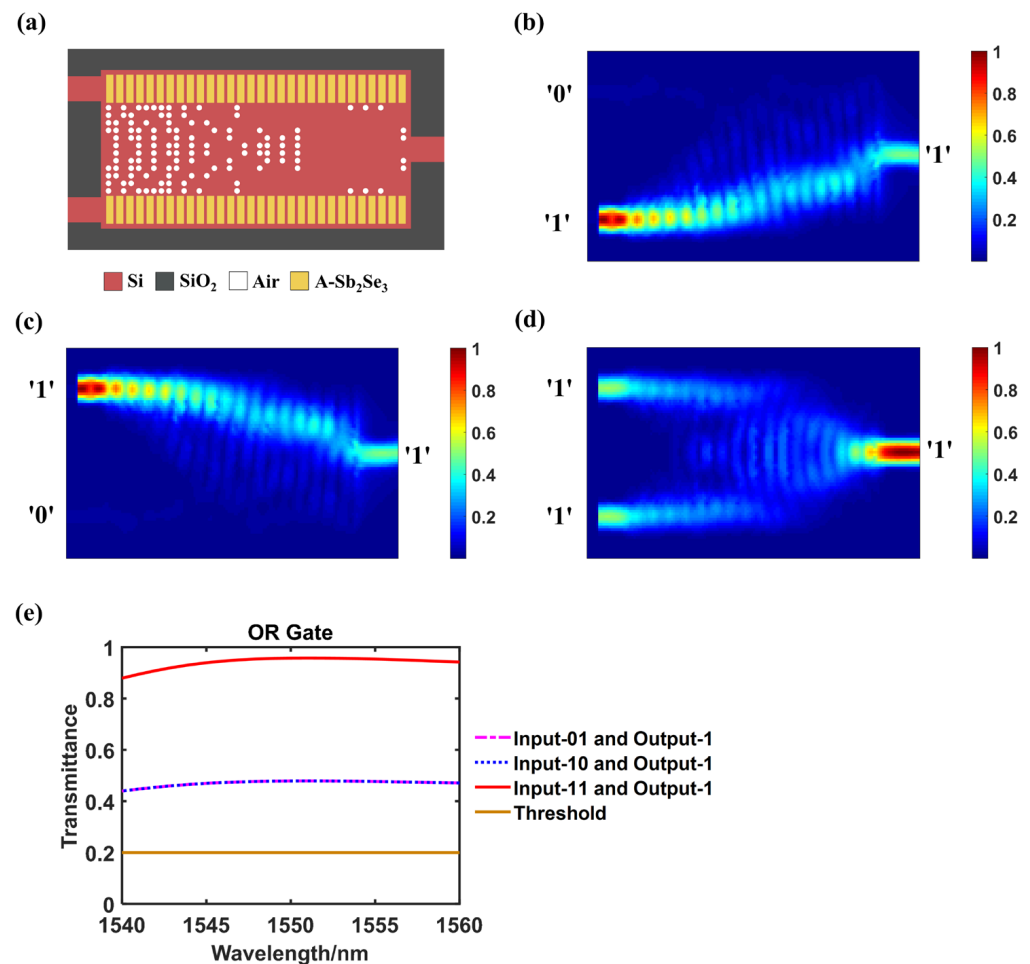 (a)
Si SiO2 Air A-Sb2Se3
(b)
'0'
'1'
'1'
1
0.8
0.6
0.4
0.2
(c)
'1'
'0'
'1'
1
0.8
0.6
0.4
0.2
(d)
'1'
'1'
'1'
1
0.8
0.6
0.4
0.2
(e)
OR Gate
Transmittance
1
0.8
0.6
0.4
0.2
0
1540 1545 1550 1555 1560
Wavelength/nm
Input-01 and Output-1
Input-10 and Output-1
Input-11 and Output-1
Threshold